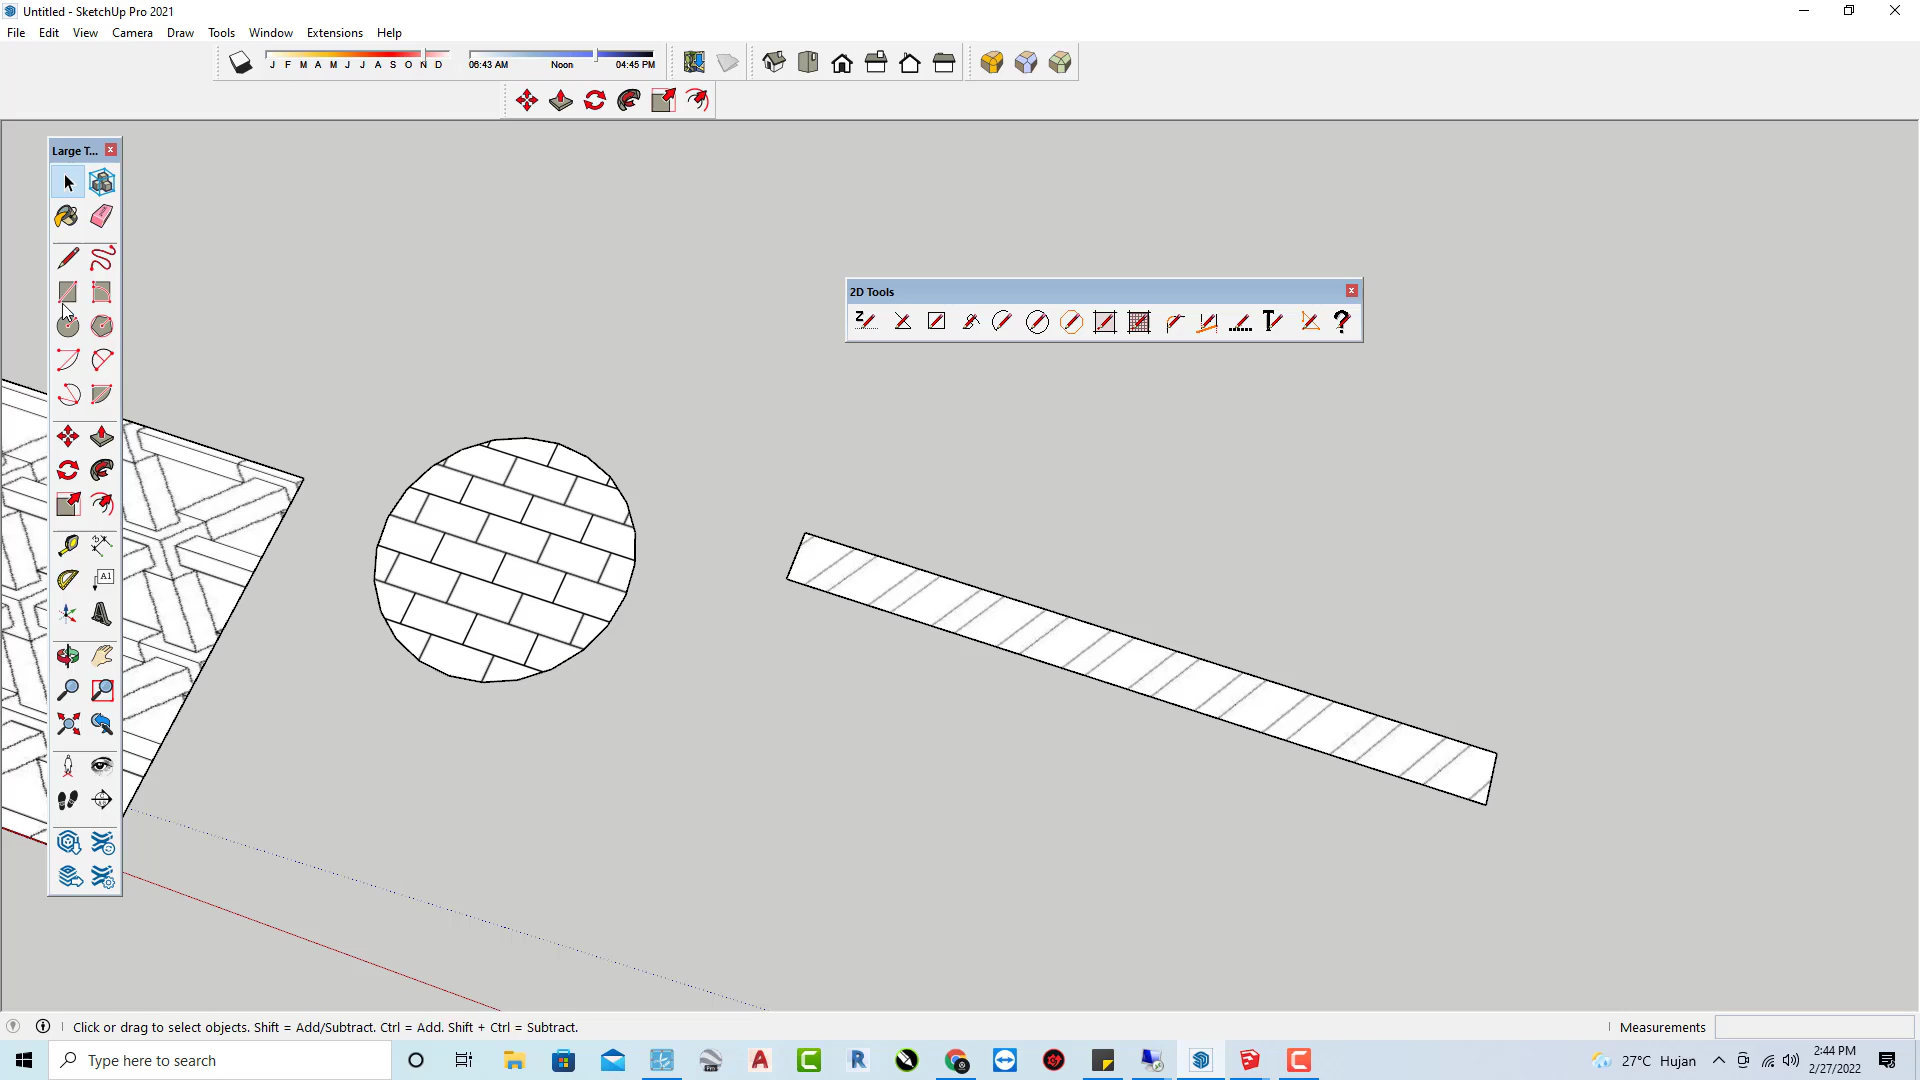 Untitled - SketchUp Pro 2021
File Edit View Camera Draw Tools Window Extensions Help
J F M A M J J A S O N D
06:43 AM Noon 04:45 PM
Large T...
2D Tools
A1
Click or drag to select objects. Shift = Add/Subtract. Ctrl = Add. Shift + Ctrl = Subtract.
Measurements
Type here to search
27°C Hujan
2:44 PM
2/27/2022